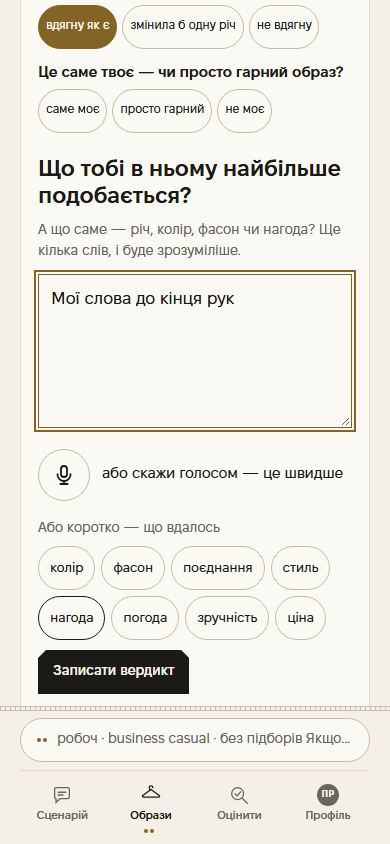 вдягну як є
змінила б одну річ
не вдягну
Це саме твоє — чи просто гарний образ?
саме моє
просто гарний
не моє
Що тобі в ньому найбільше
подобається?
А що саме — річ, колір, фасон чи нагода? Ще
кілька слів, і буде зрозуміліше.
Мої слова до кінця рук
або скажи голосом — це швидше
Або коротко — що вдалось
колір
фасон
поєднання
стиль
нагода
погода
зручність
ціна
Записати вердикт
робоч · business casual · без підборів Якщо...
Сценарій
Образи
Оцінити
ПР
Профіль